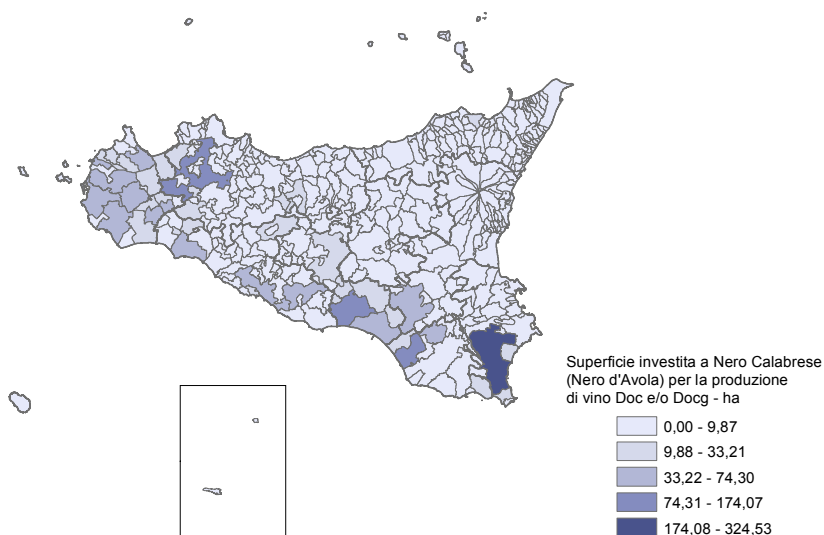 Superficie investita a Nero Calabrese
(Nero d'Avola) per la produzione
di vino Doc e/o Docg - ha
0,00 - 9,87
9,88 - 33,21
33,22 - 74,30
74,31 - 174,07
174,08 - 324,53